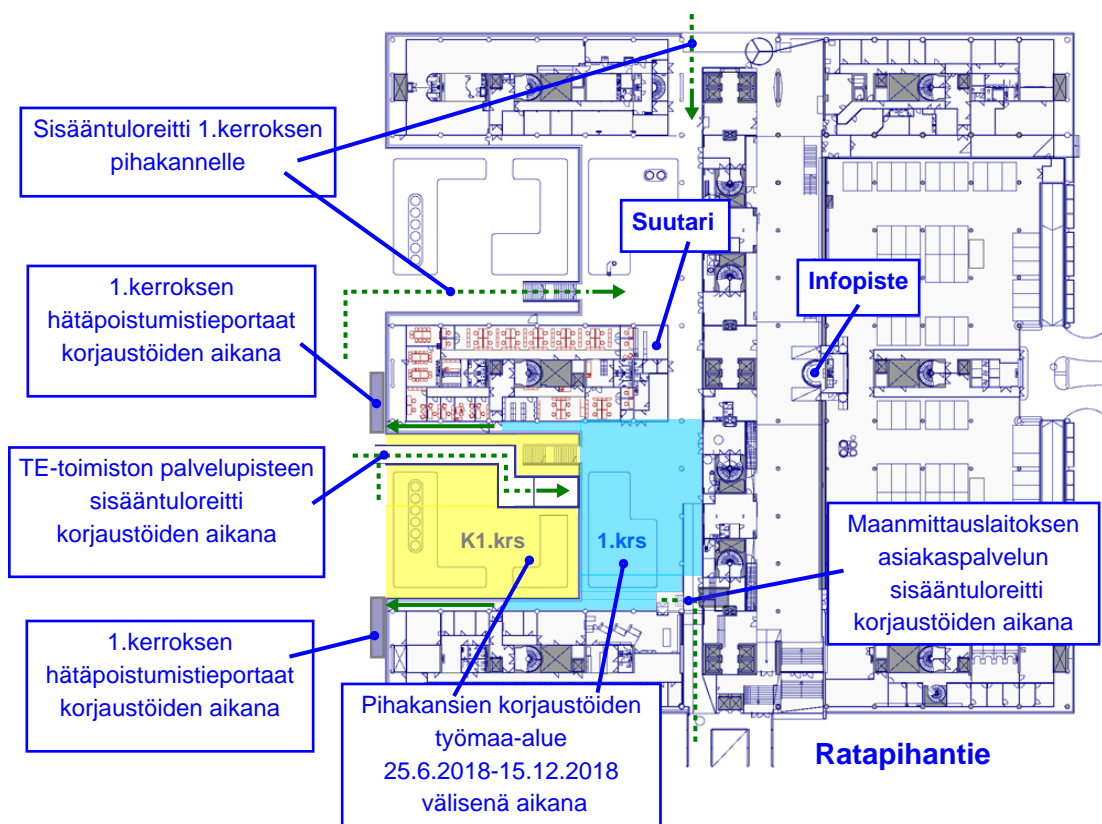 Sisääntuloreitti 1.kerroksen
pihakannelle
Suutari
1.kerroksen
hätäpoistumistieportaat
korjaustöiden aikana
Infopiste
TE-toimiston palvelupisteen
sisääntuloreitti
korjaustöiden aikana
K1.krs
1.krs
Maanmittauslaitoksen
asiakaspalvelun
sisääntuloreitti
korjaustöiden aikana
1.kerroksen
hätäpoistumistieportaat
korjaustöiden aikana
Pihakansien korjaustöiden
työmaa-alue
25.6.2018-15.12.2018
välisenä aikana
Ratapihantie